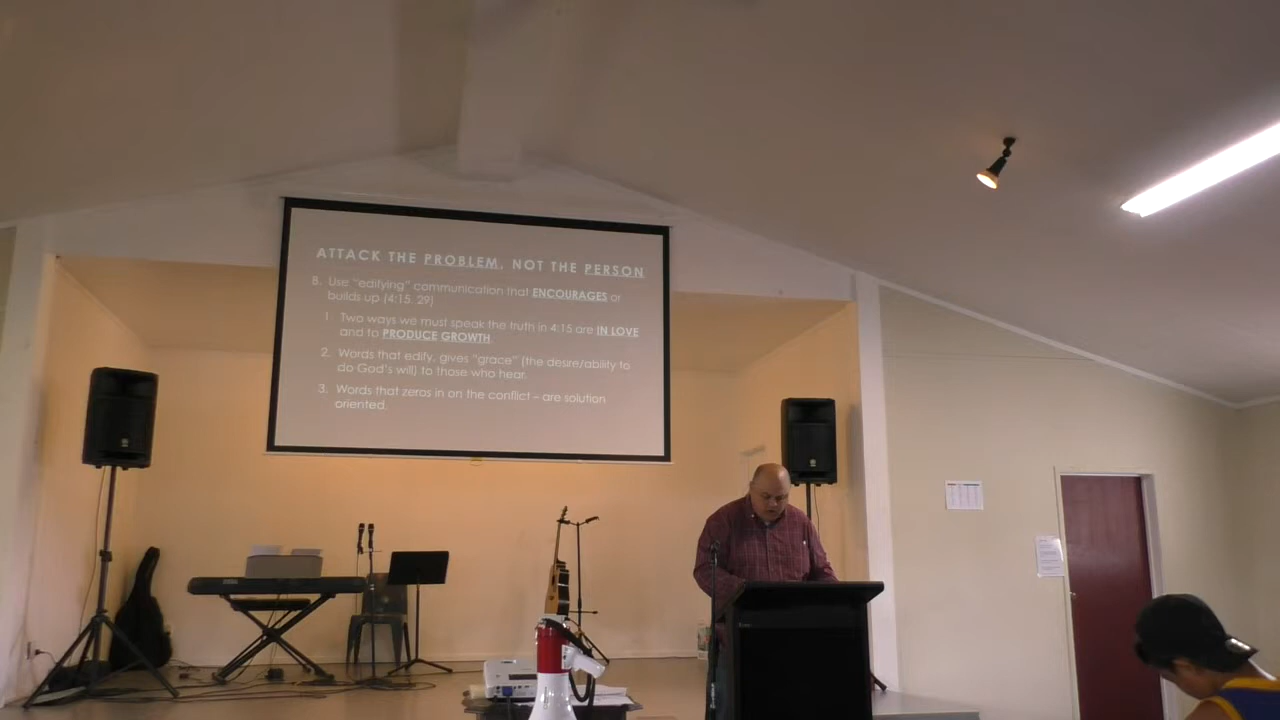 ATTACK THE PROBLEM, NOT THE PERSON
B. Use "edifying" communication that ENCOURAGES or
builds up (4:15, 29)
1. Two ways we must speak the truth in 4:15 are IN LOVE
and to PRODUCE GROWTH.
2. Words that edify, gives "grace" (the desire/ability to
do God's will) to those who hear.
3. Words that zeros in on the conflict – are solution
oriented.